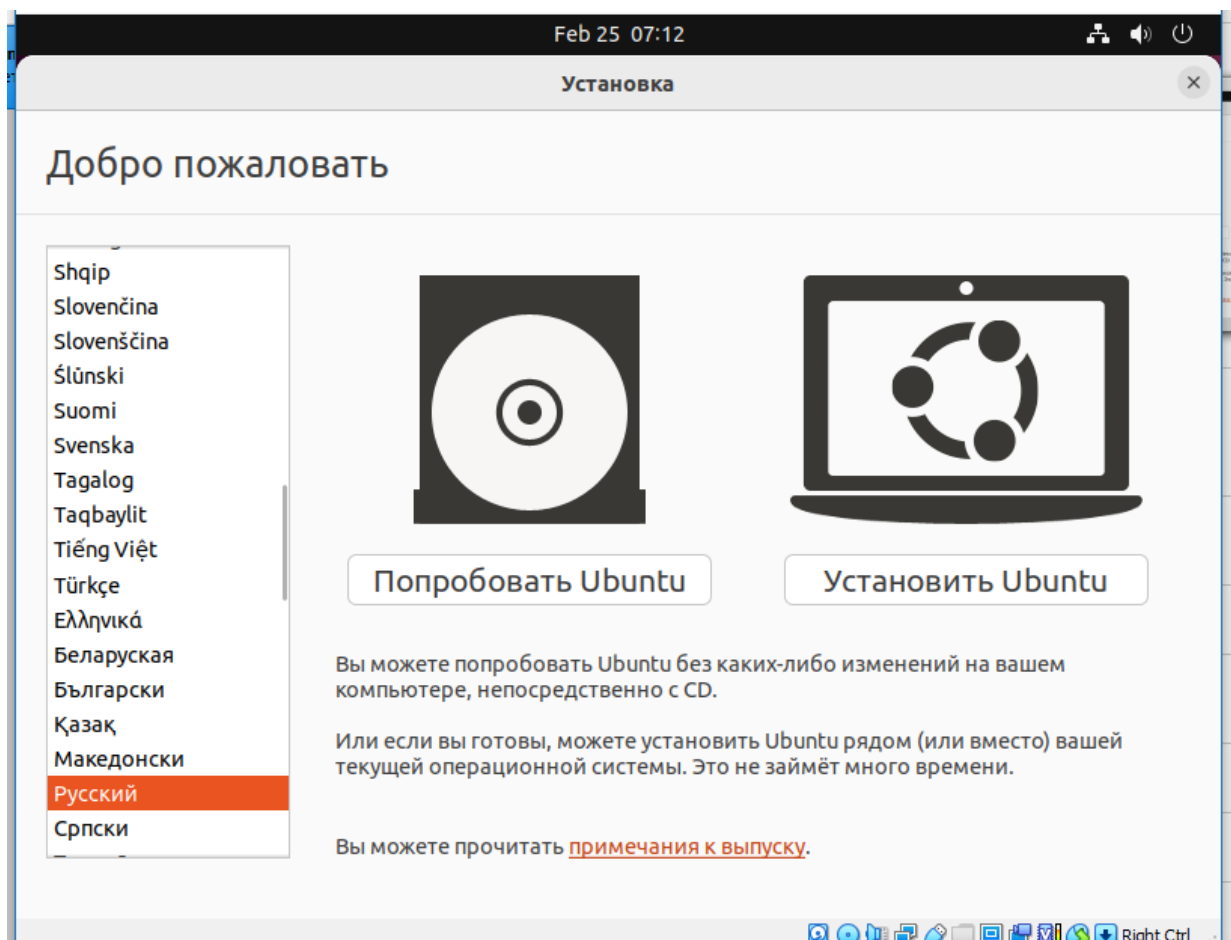 Feb 25 07:12
Установка
Добро пожаловать
Shqip
Slovenčina
Slovenščina
Ślůnski
Suomi
Svenska
Tagalog
Taqbaylit
Tiếng Việt
Türkçe
Ελληνικά
Беларуская
Български
Қазақ
Македонски
Русский
Српски
Попробовать Ubuntu
Установить Ubuntu
Вы можете попробовать Ubuntu без каких-либо изменений на вашем
компьютере, непосредственно с CD.
Или если вы готовы, можете установить Ubuntu рядом (или вместо) вашей
текущей операционной системы. Это не займёт много времени.
Вы можете прочитать примечания к выпуску.
Right Ctrl